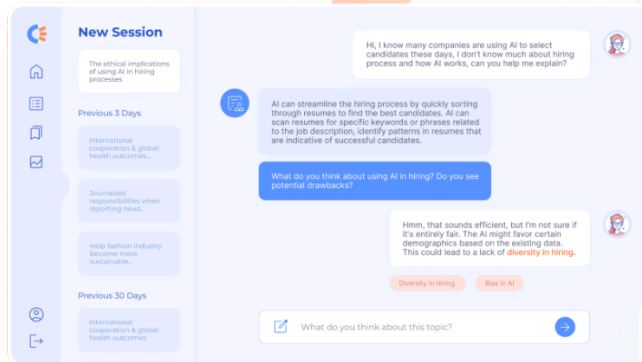 New Session
The ethical implications
of using AI in hiring
processes
Previous 3 Days
International
cooperation & global
health outcomes...
Journalists'
responsibilities when
reporting news...
Help fashion industry
become more
sustainable...
Previous 30 Days
International
cooperation & global
health outcomes
Hi, I know many companies are using AI to select
candidates these days, I don't know much about hiring
process and how AI works, can you help me explain?
AI can streamline the hiring process by quickly sorting
through resumes to find the best candidates. AI can
scan resumes for specific keywords or phrases related
to the job description, identify patterns in resumes that
are indicative of successful candidates.
What do you think about using AI in hiring? Do you see
potential drawbacks?
Hmm, that sounds efficient, but I'm not sure if
it's entirely fair. The AI might favor certain
demographics based on the existing data.
This could lead to a lack of diversity in hiring.
Diversity in Hiring
Bias in AI
What do you think about this topic?